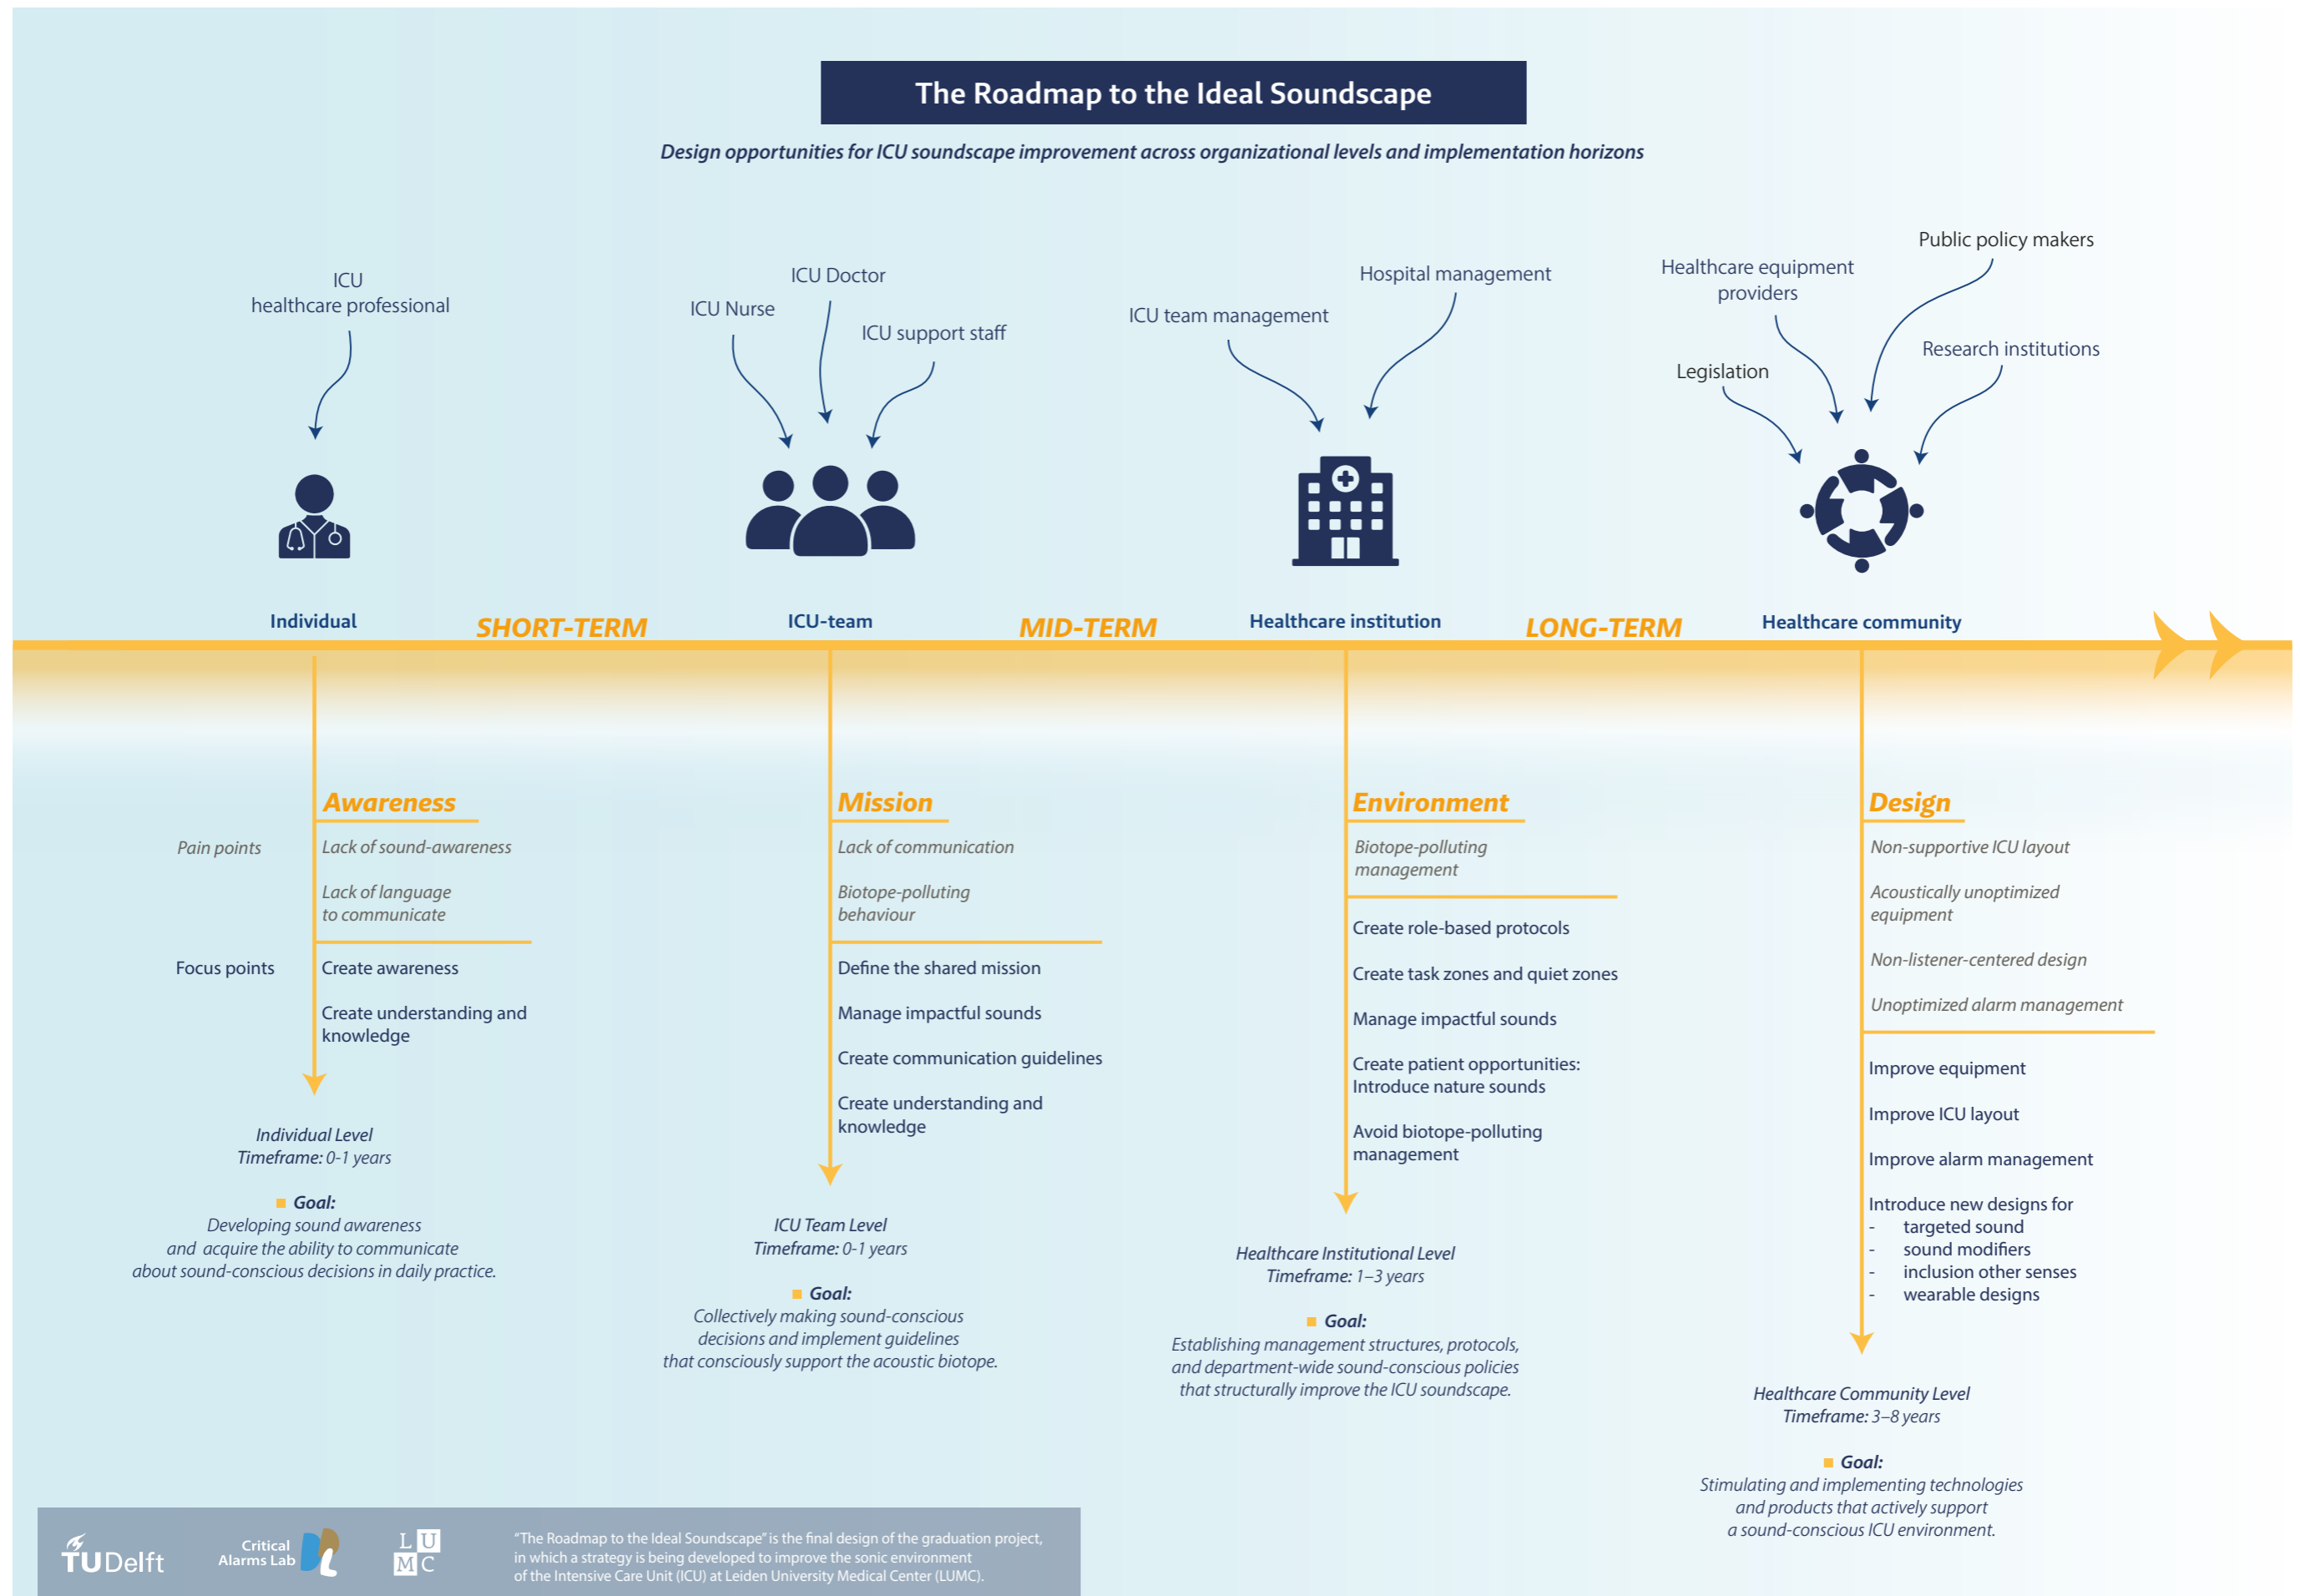 The Roadmap to the Ideal Soundscape
Design opportunities for ICU soundscape improvement across organizational levels and implementation horizons
ICU
healthcare professional
ICU Nurse
ICU Doctor
ICU support staff
ICU team management
Hospital management
Healthcare equipment
providers
Public policy makers
Legislation
Research institutions
Individual
SHORT-TERM
ICU-team
MID-TERM
Healthcare institution
LONG-TERM
Healthcare community
Pain points
Focus points
Awareness
Lack of sound-awareness
Lack of language
to communicate
Create awareness
Create understanding and
knowledge
Individual Level
Timeframe: 0-1 years
Goal:
Developing sound awareness
and acquire the ability to communicate
about sound-conscious decisions in daily practice.
Mission
Lack of communication
Biotope-polluting
behaviour
Define the shared mission
Manage impactful sounds
Create communication guidelines
Create understanding and
knowledge
ICU Team Level
Timeframe: 0-1 years
Goal:
Collectively making sound-conscious
decisions and implement guidelines
that consciously support the acoustic biotope.
Environment
Biotope-polluting
management
Create role-based protocols
Create task zones and quiet zones
Manage impactful sounds
Create patient opportunities:
Introduce nature sounds
Avoid biotope-polluting
management
Healthcare Institutional Level
Timeframe: 1–3 years
Goal:
Establishing management structures, protocols,
and department-wide sound-conscious policies
that structurally improve the ICU soundscape.
Design
Non-supportive ICU layout
Acoustically unoptimized
equipment
Non-listener-centered design
Unoptimized alarm management
Improve equipment
Improve ICU layout
Improve alarm management
Introduce new designs for
- targeted sound
- sound modifiers
- inclusion other senses
- wearable designs
Healthcare Community Level
Timeframe: 3–8 years
Goal:
Stimulating and implementing technologies
and products that actively support
a sound-conscious ICU environment.
TU Delft
Critical
Alarms Lab
L U
M C
“The Roadmap to the Ideal Soundscape” is the final design of the graduation project,
in which a strategy is being developed to improve the sonic environment
of the Intensive Care Unit (ICU) at Leiden University Medical Center (LUMC).